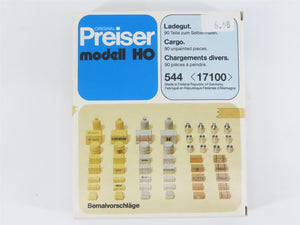 ORIGINAL
Preiser
modell HO
Ladegut.
90 Teile zum Selbstbemalen.
Cargo.
90 unpainted pieces.
Chargements divers.
90 pièces à peindre.
544 <17100>
Made in Federal Republic of Germany
Fabriqué en République Fédérale d'Allemagne
Bemalvorschläge